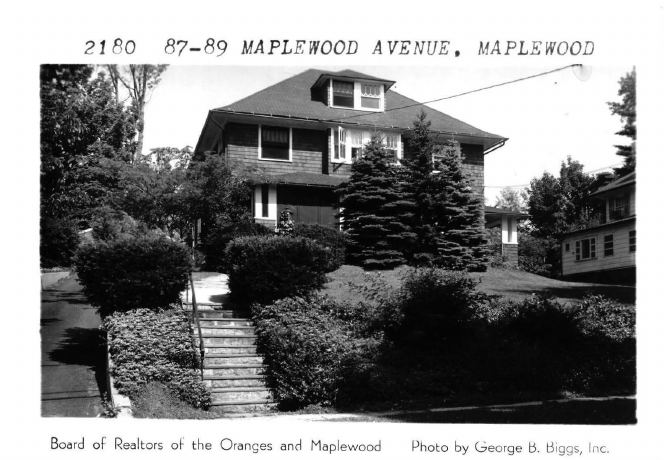 2180 87-89 MAPLEWOOD AVENUE, MAPLEWOOD
Board of Realtors of the Oranges and Maplewood Photo by George B. Biggs, Inc.